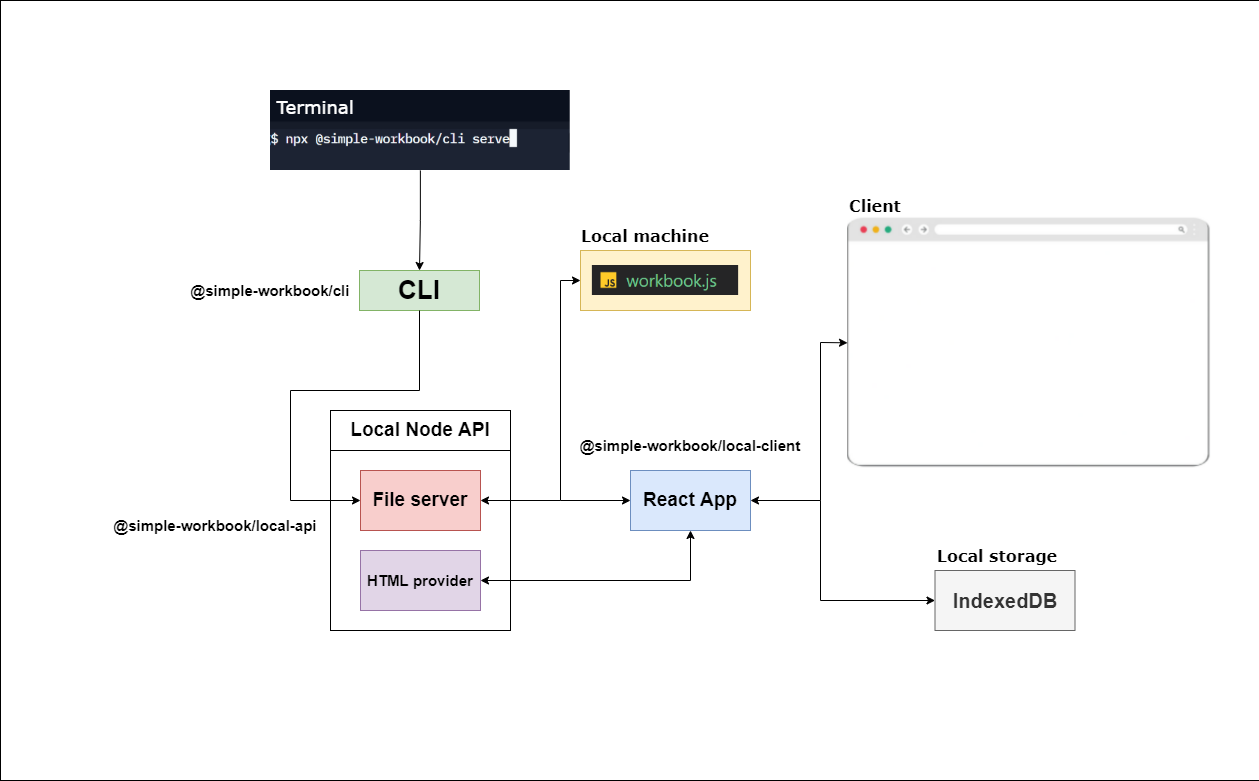 Terminal
$ npx @simple-workbook/cli serve
Client
Local machine
JS workbook.js
@simple-workbook/cli
CLI
Local Node API
@simple-workbook/local-client
File server
React App
@simple-workbook/local-api
HTML provider
Local storage
IndexedDB